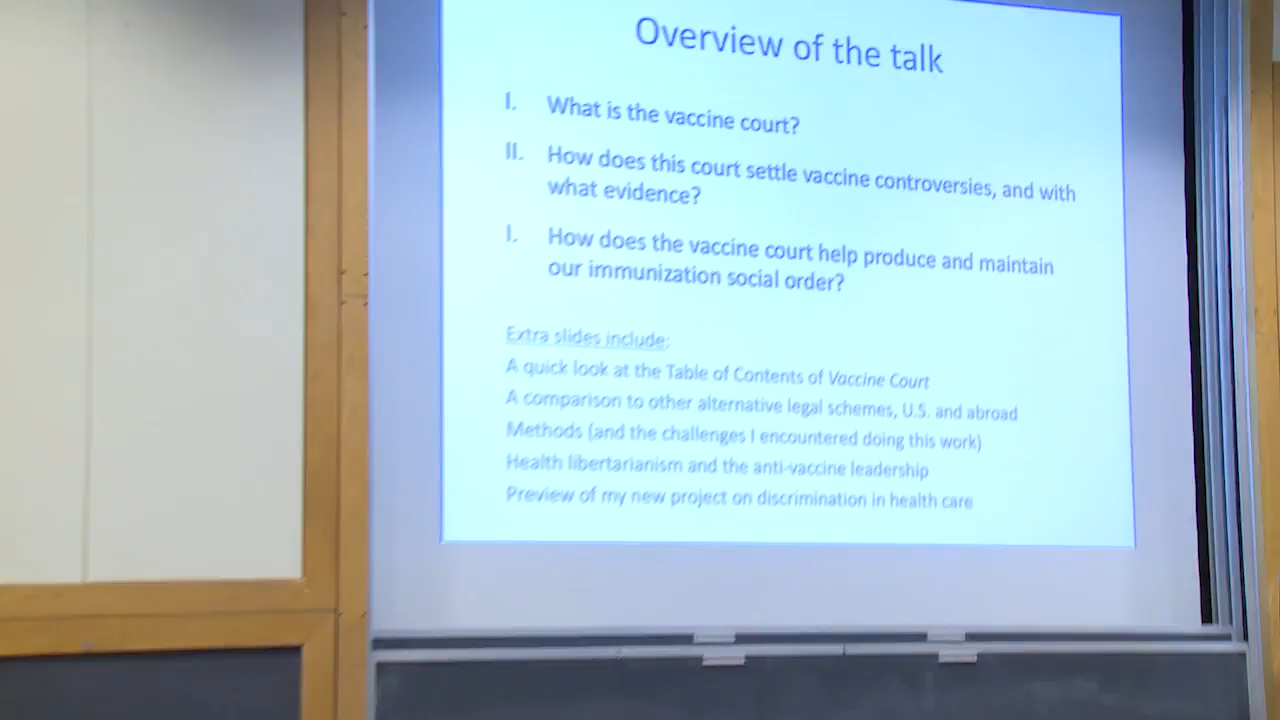 Overview of the talk
I. What is the vaccine court?
II. How does this court settle vaccine controversies, and with
what evidence?
I. How does the vaccine court help produce and maintain
our immunization social order?
Extra slides include:
A quick look at the Table of Contents of Vaccine Court
A comparison to other alternative legal schemes, U.S. and abroad
Methods (and the challenges I encountered doing this work)
Health libertarianism and the anti-vaccine leadership
Preview of my new project on discrimination in health care